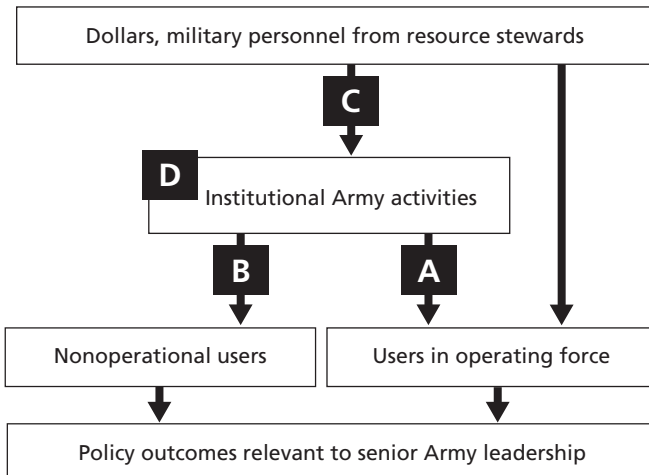 Dollars, military personnel from resource stewards
C
D
Institutional Army activities
B
A
Nonoperational users
Users in operating force
Policy outcomes relevant to senior Army leadership